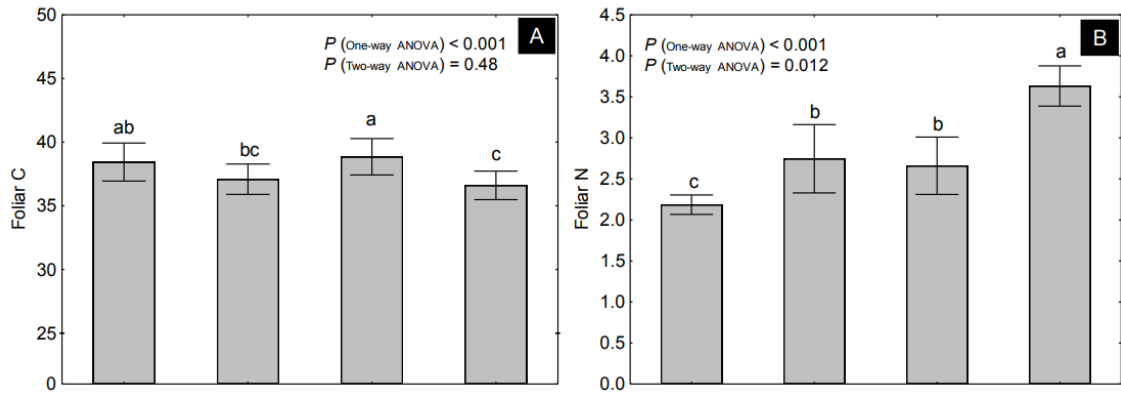 A
P (One-way ANOVA) < 0.001
P (Two-way ANOVA) = 0.48
Foliar C
50
45
40
35
30
25
0
ab
bc
a
c
B
P (One-way ANOVA) < 0.001
P (Two-way ANOVA) = 0.012
Foliar N
4.5
4.0
3.5
3.0
2.5
2.0
1.5
1.0
0.5
0.0
c
b
b
a